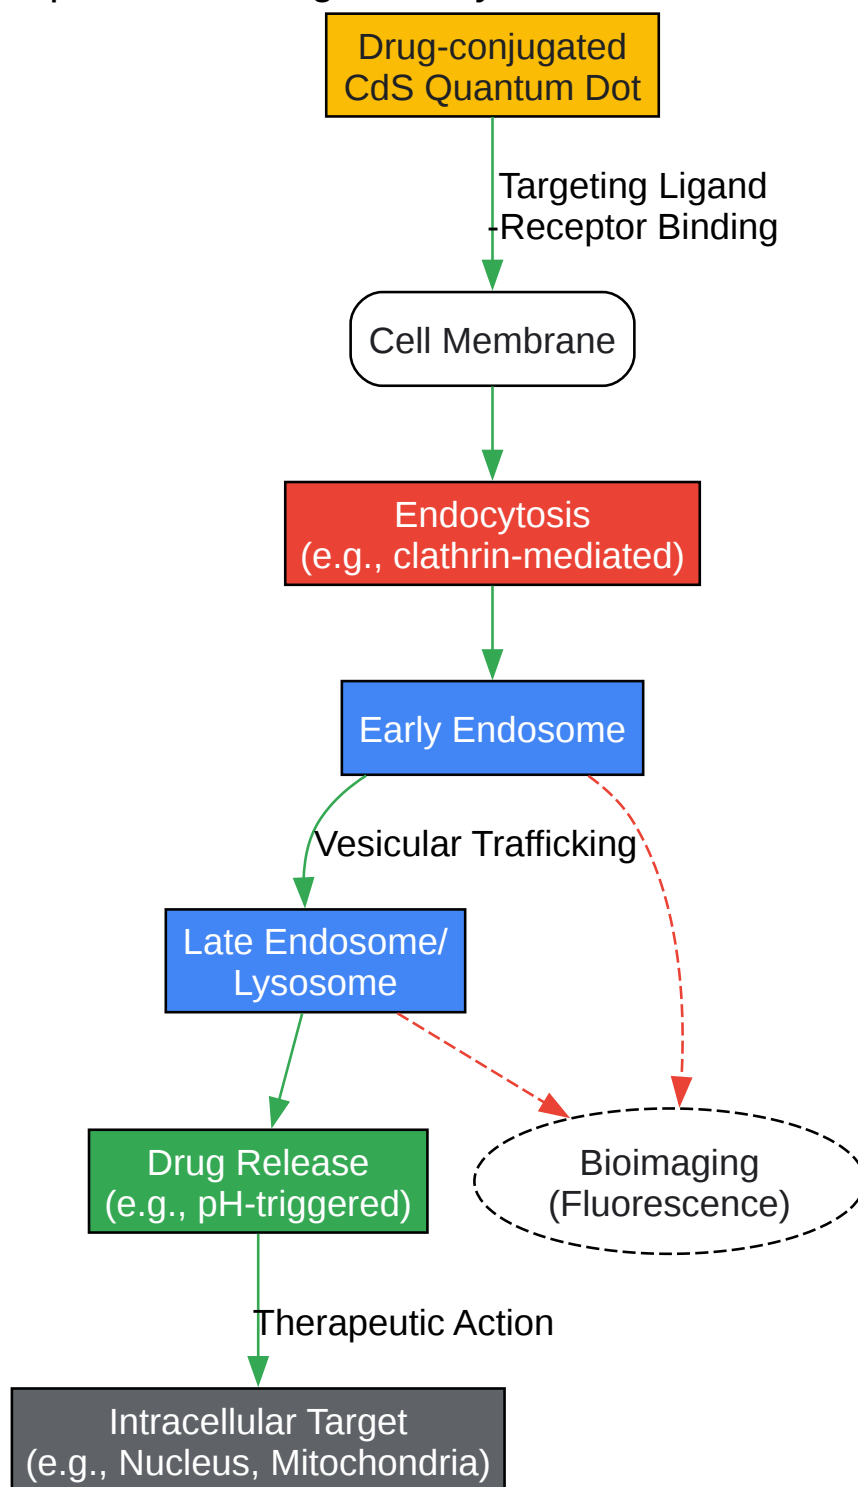 Drug-conjugated
CdS Quantum Dot
Targeting Ligand
-Receptor Binding
Cell Membrane
Endocytosis
(e.g., clathrin-mediated)
Early Endosome
Vesicular Trafficking
Late Endosome/
Lysosome
Drug Release
(e.g., pH-triggered)
Bioimaging
(Fluorescence)
Therapeutic Action
Intracellular Target
(e.g., Nucleus, Mitochondria)